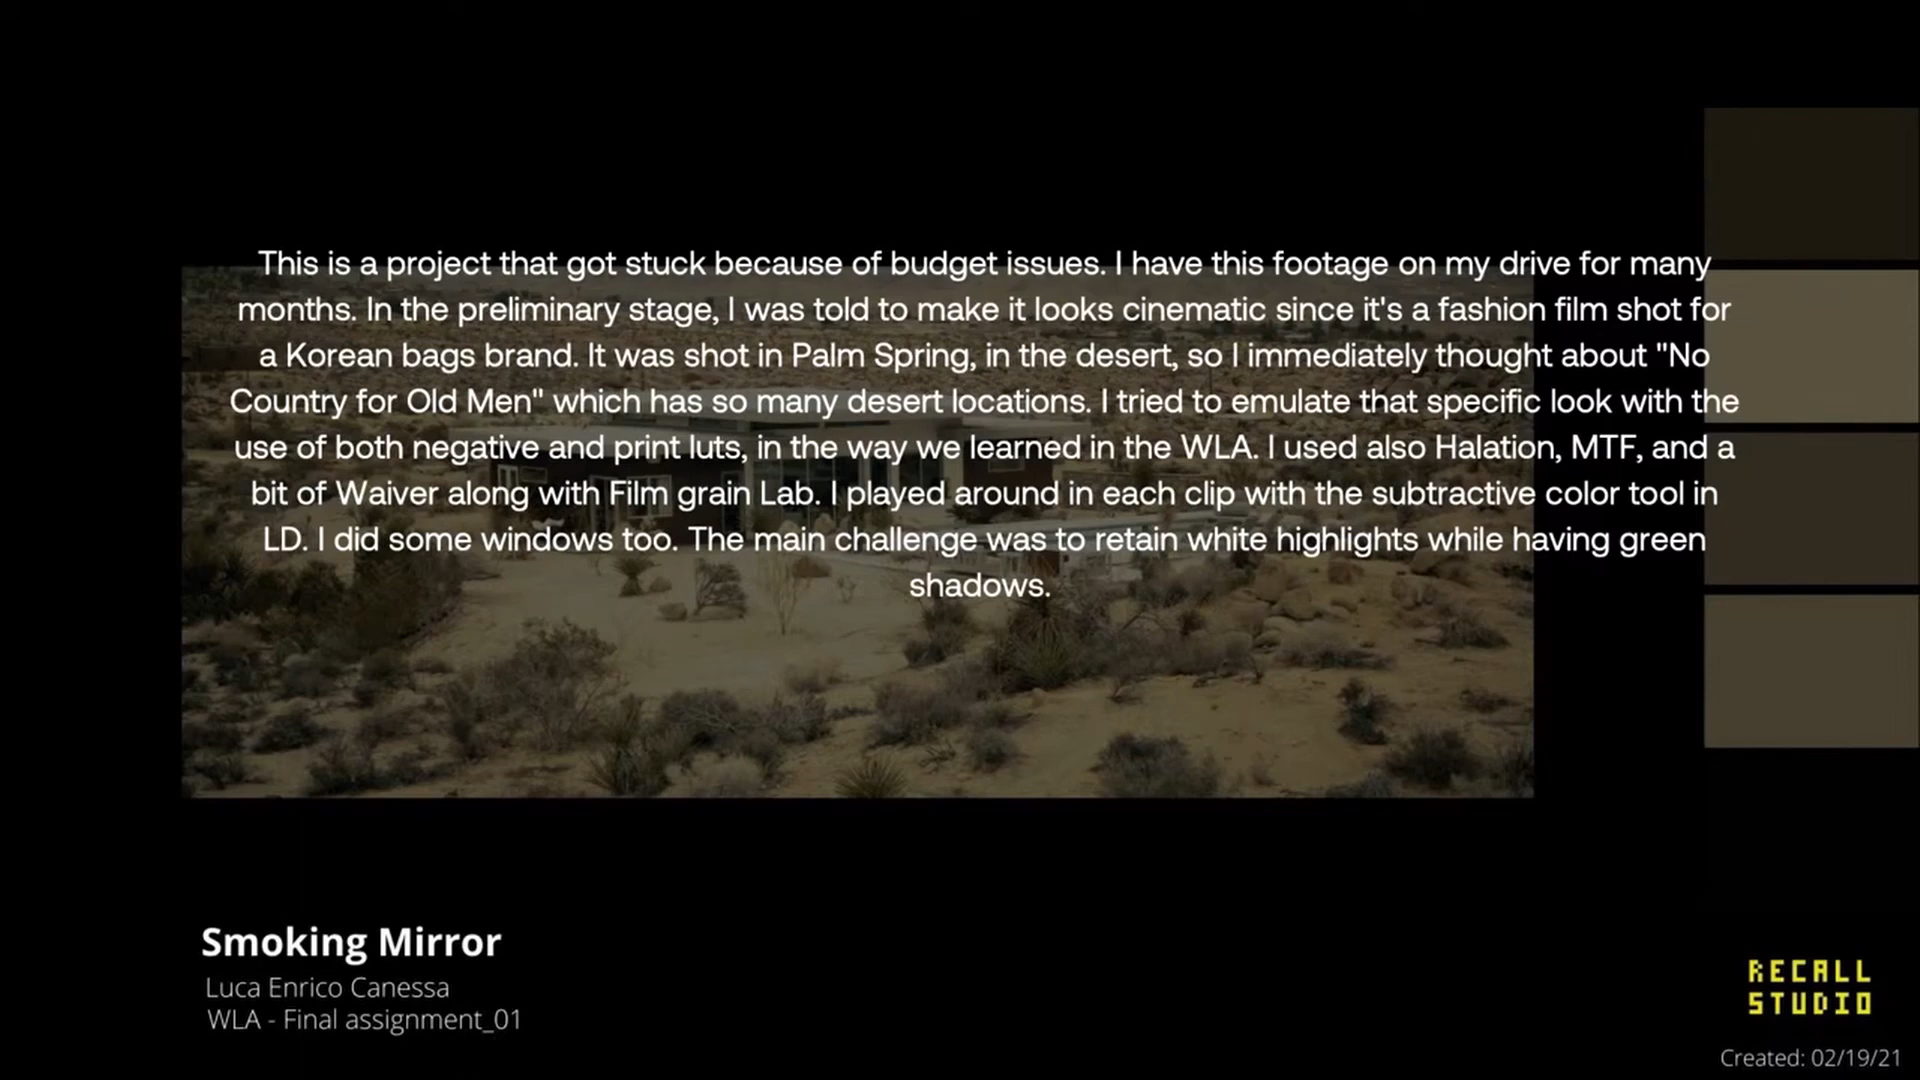 This is a project that got stuck because of budget issues. I have this footage on my drive for many
months. In the preliminary stage, I was told to make it looks cinematic since it's a fashion film shot for
a Korean bags brand. It was shot in Palm Spring, in the desert, so I immediately thought about "No
Country for Old Men" which has so many desert locations. I tried to emulate that specific look with the
use of both negative and print luts, in the way we learned in the WLA. I used also Halation, MTF, and a
bit of Waiver along with Film grain Lab. I played around in each clip with the subtractive color tool in
LD. I did some windows too. The main challenge was to retain white highlights while having green
shadows.
Smoking Mirror
Luca Enrico Canessa
WLA - Final assignment_01
RECALL
STUDIO
Created: 02/19/21